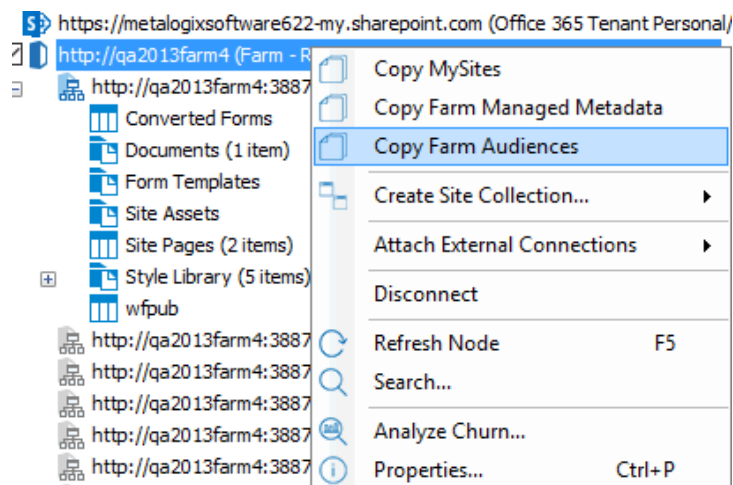 https://metalogixsoftware622-my.sharepoint.com (Office 365 Tenant Personal/
http://qa2013farm4 (Farm - R
http://qa2013farm4:3887
Converted Forms
Documents (1 item)
Form Templates
Site Assets
Site Pages (2 items)
Style Library (5 items)
wfpub
http://qa2013farm4:3887
http://qa2013farm4:3887
http://qa2013farm4:3887
http://qa2013farm4:3887
http://qa2013farm4:3887
Copy MySites
Copy Farm Managed Metadata
Copy Farm Audiences
Create Site Collection...
Attach External Connections
Disconnect
Refresh Node F5
Search...
Analyze Churn...
Properties... Ctrl+P